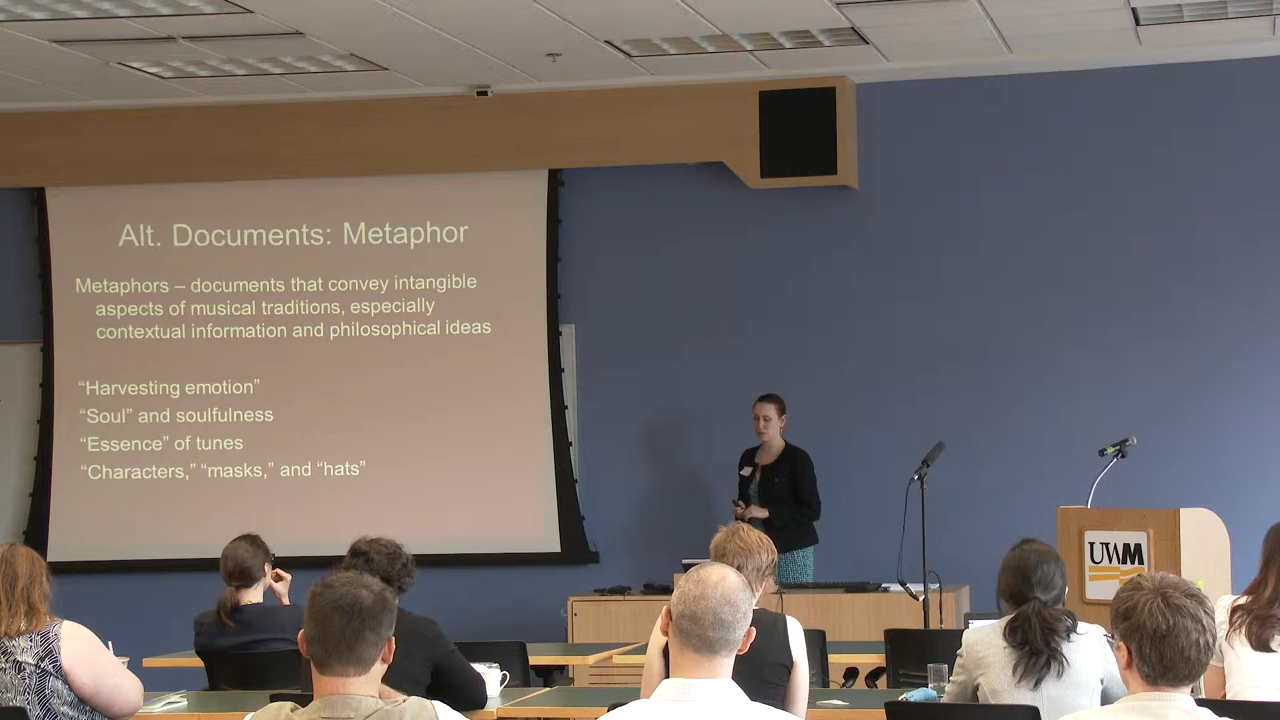 Alt. Documents: Metaphor
Metaphors – documents that convey intangible
aspects of musical traditions, especially
contextual information and philosophical ideas
“Harvesting emotion”
“Soul” and soulfulness
“Essence” of tunes
“Characters,” “masks,” and “hats”
UWM